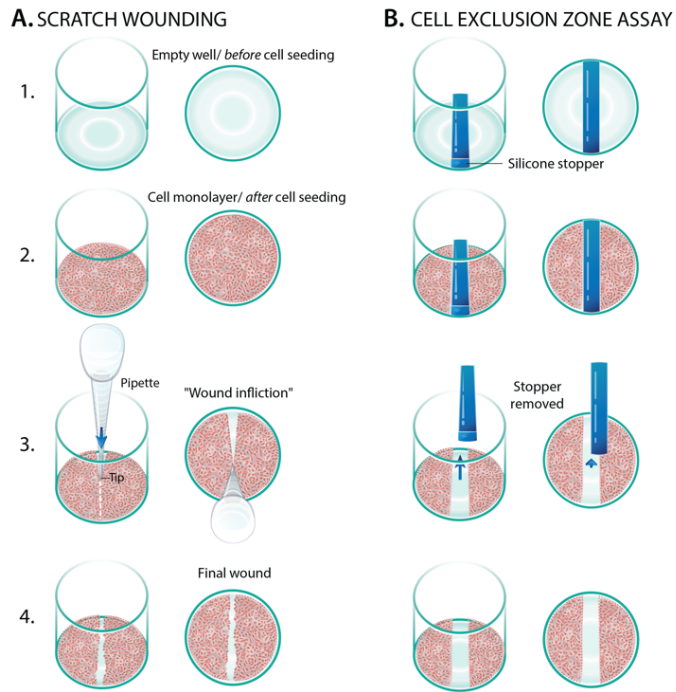 A. SCRATCH WOUNDING
B. CELL EXCLUSION ZONE ASSAY
Empty well/ before cell seeding
1.
Silicone stopper
Cell monolayer/ after cell seeding
2.
Pipette
"Wound infliction"
Stopper
removed
3.
Tip
Final wound
4.